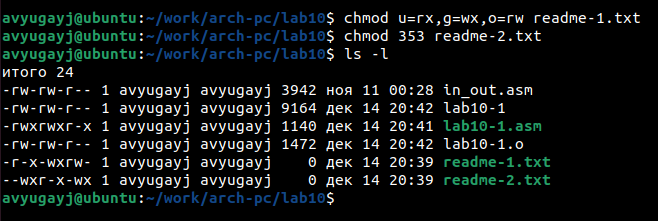 avyugayj@ubuntu:~/work/arch-pc/lab10$ chmod u=rx,g=wx,o=rw readme-1.txt
avyugayj@ubuntu:~/work/arch-pc/lab10$ chmod 353 readme-2.txt
avyugayj@ubuntu:~/work/arch-pc/lab10$ ls -l
итого 24
-rw-rw-r-- 1 avyugayj avyugayj 3942 ноя 11 00:28 in_out.asm
-rw-rw-r-- 1 avyugayj avyugayj 9164 дек 14 20:42 lab10-1
-rwxrwxr-x 1 avyugayj avyugayj 1140 дек 14 20:41 lab10-1.asm
-rw-rw-r-- 1 avyugayj avyugayj 1472 дек 14 20:42 lab10-1.o
-r-x-wxrw- 1 avyugayj avyugayj    0 дек 14 20:39 readme-1.txt
--wxr-x-wx 1 avyugayj avyugayj    0 дек 14 20:39 readme-2.txt
avyugayj@ubuntu:~/work/arch-pc/lab10$